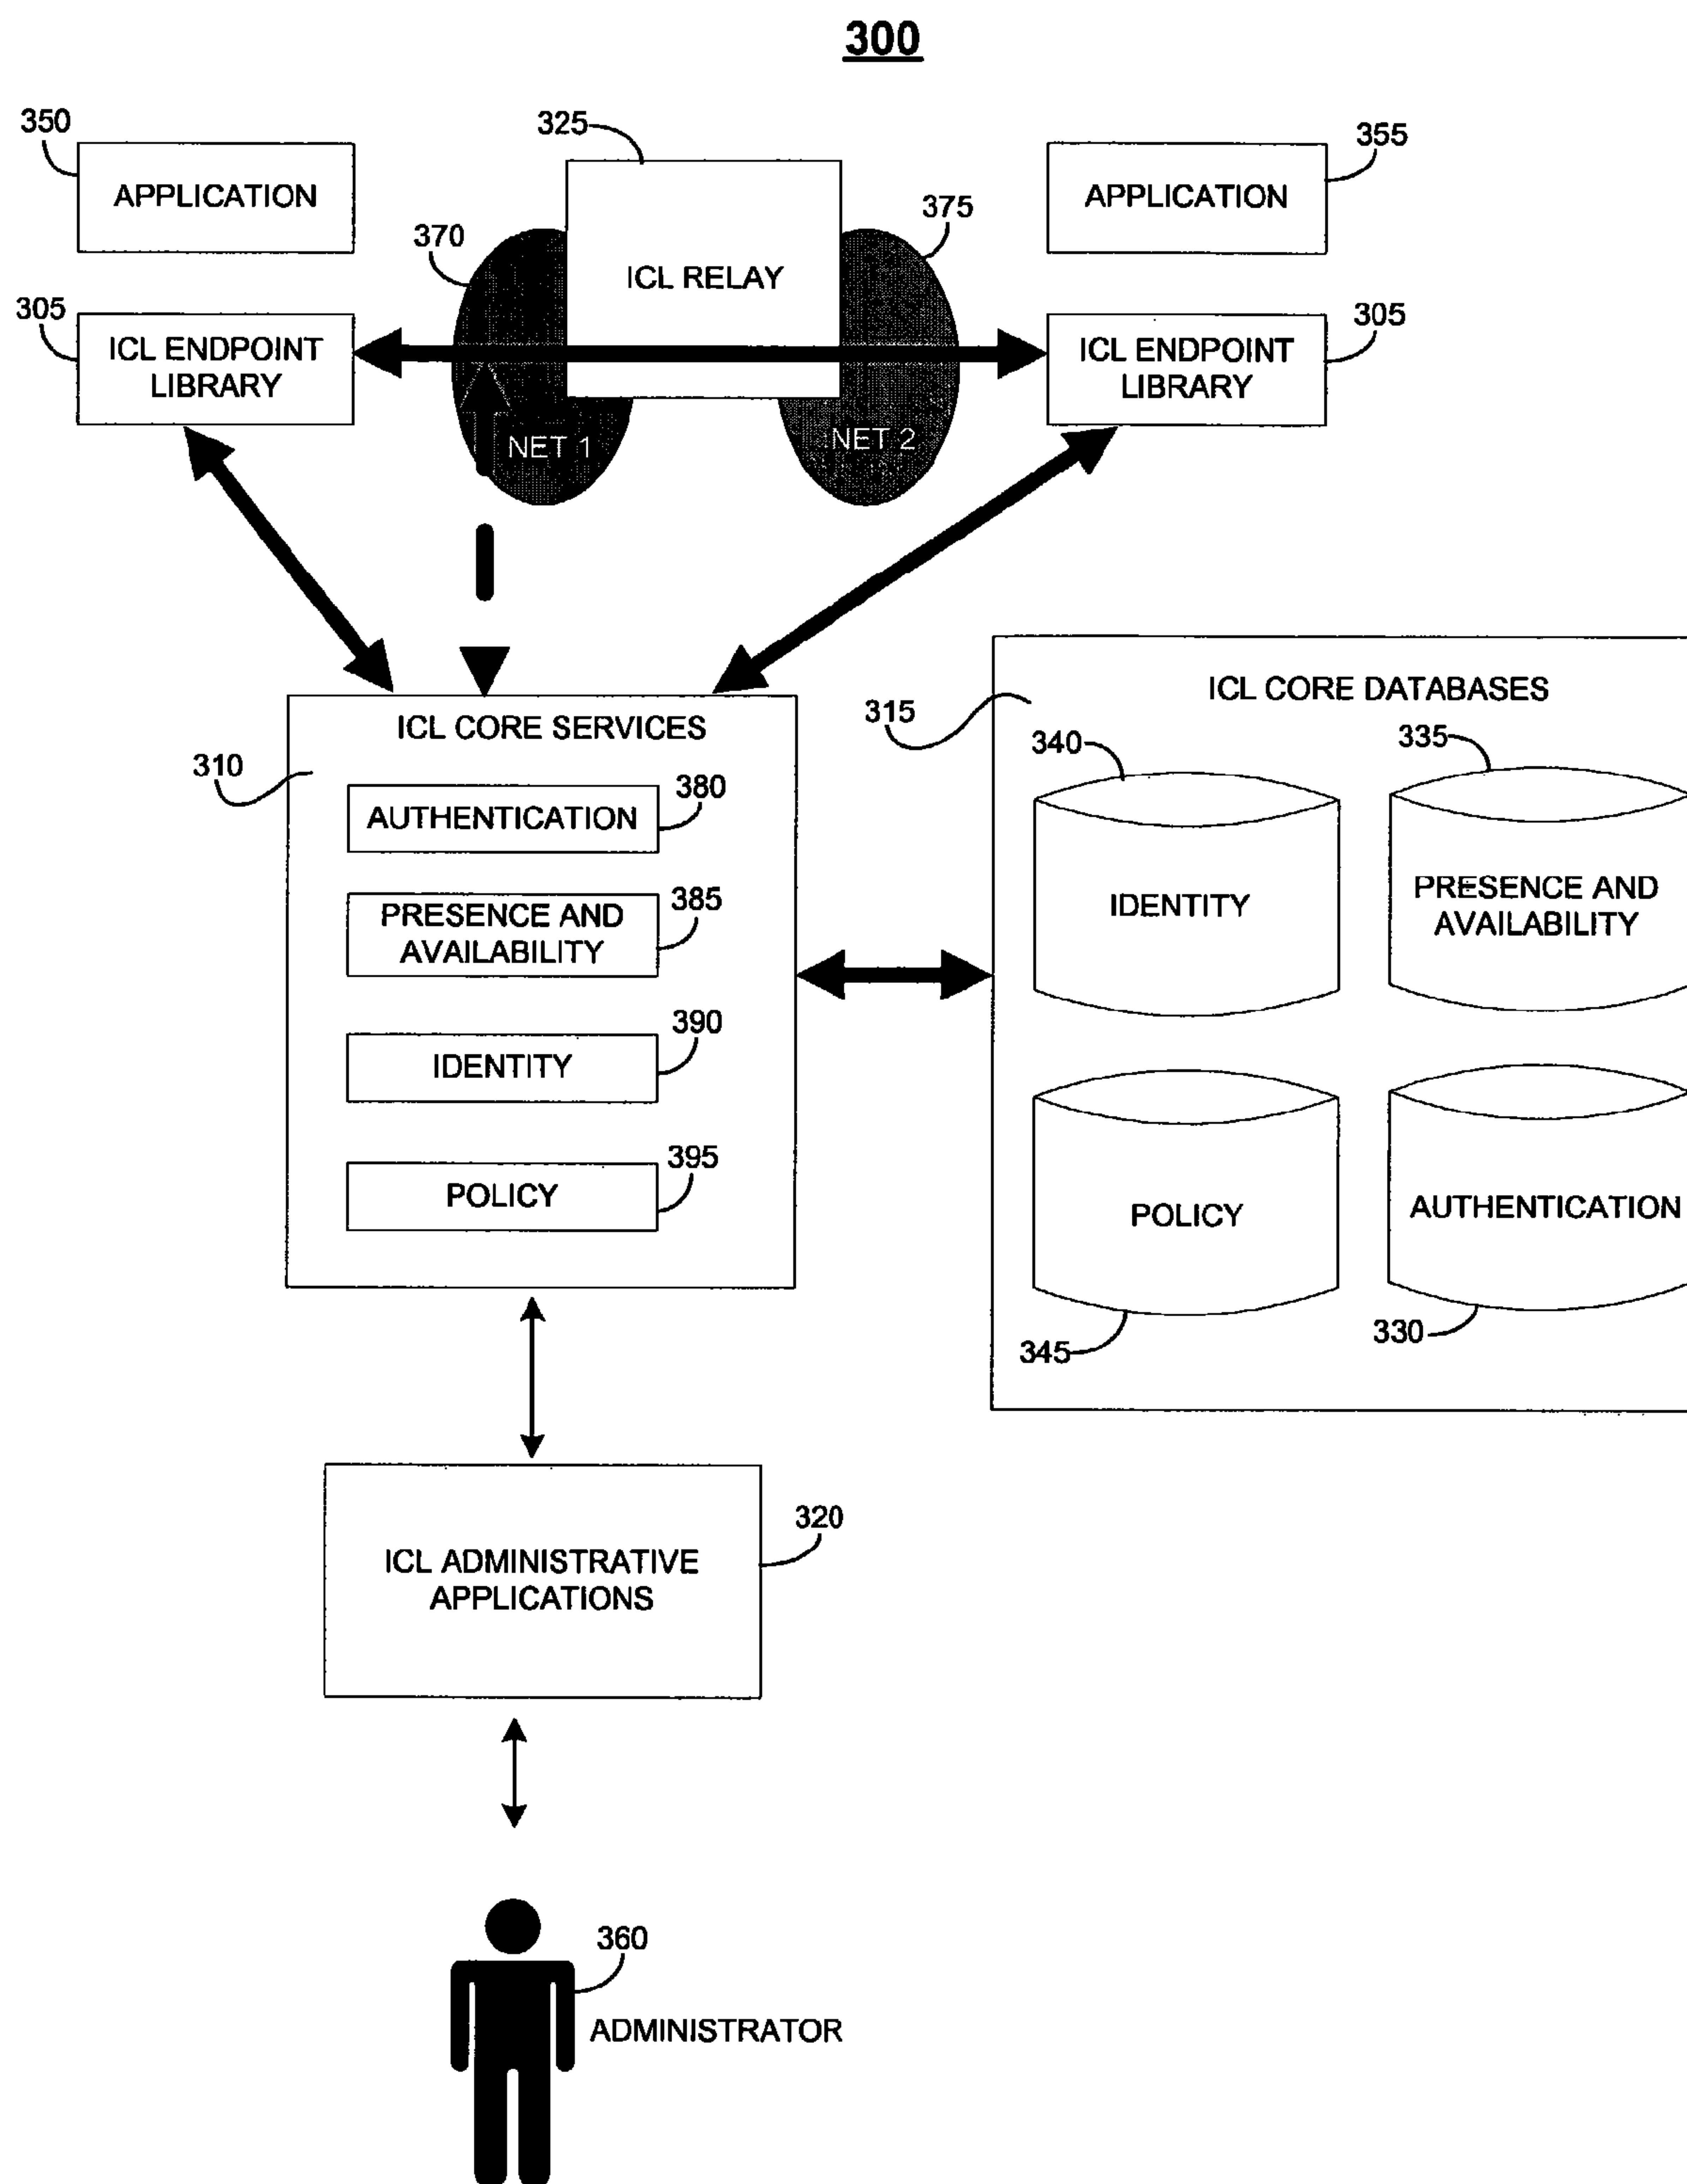 300
350
325
355
APPLICATION
APPLICATION
370
375
ICL RELAY
305
305
ICL ENDPOINT
LIBRARY
ICL ENDPOINT
LIBRARY
NET 1
NET 2
ICL CORE SERVICES
310
AUTHENTICATION
380
PRESENCE AND
AVAILABILITY
385
IDENTITY
390
POLICY
395
ICL CORE DATABASES
315
340
335
IDENTITY
PRESENCE AND
AVAILABILITY
POLICY
AUTHENTICATION
345
330
320
ICL ADMINISTRATIVE
APPLICATIONS
360
ADMINISTRATOR